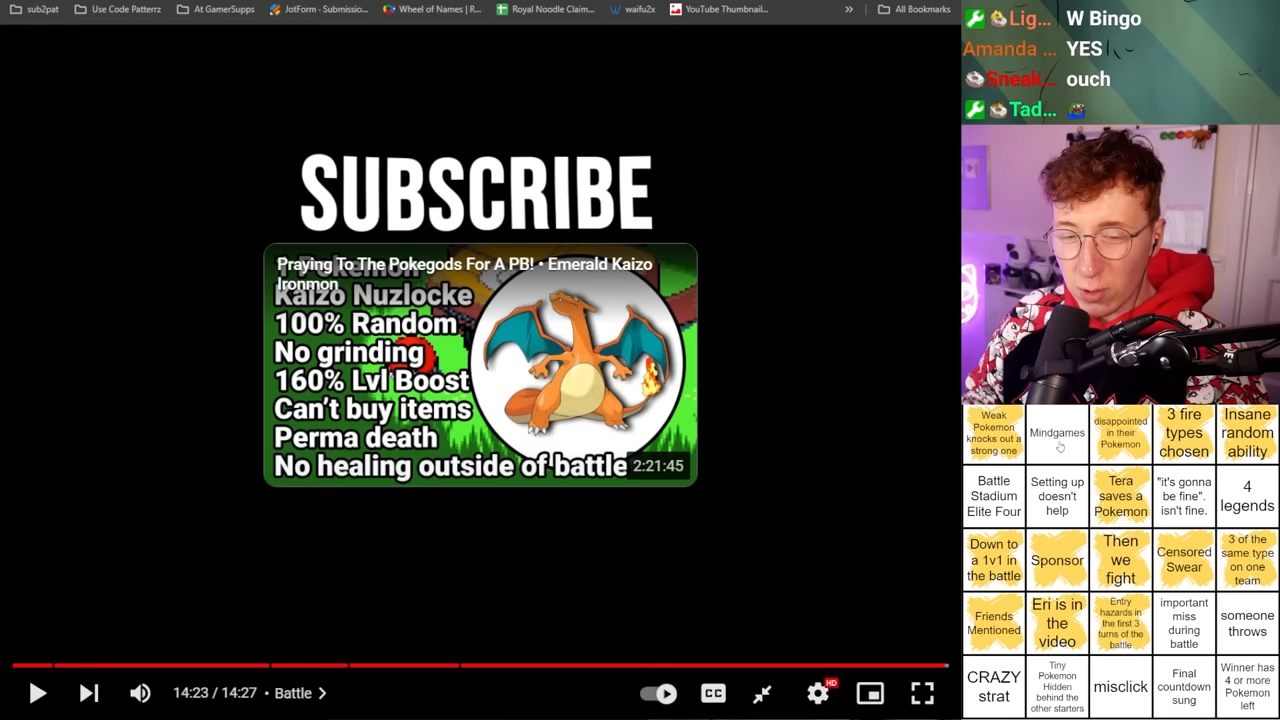 sub2pat
Use Code Patterrz
At GamerSupps
JotForm - Submissio...
Wheel of Names | R...
Royal Noodle Claim...
waifu2x
YouTube Thumbnail...
»
All Bookmarks
Lig... W Bingo
Amanda ... YES
Sneak... ouch
Tad...
SUBSCRIBE
Praying To The Pokegods For A PB! • Emerald Kaizo
Ironmon
Kaizo Nuzlocke
100% Random
No grinding
160% Lvl Boost
Can't buy items
Perma death
No healing outside of battle
2:21:45
Weak
Pokemon
knocks out a
strong one
Mindgames
disappointed
in their
Pokemon
3 fire
types
chosen
Insane
random
ability
Battle
Stadium
Elite Four
Setting up
doesn't
help
Tera
saves a
Pokemon
"it's gonna
be fine".
isn't fine.
4
legends
Down to
a 1v1 in
the battle
Sponsor
Then
we
fight
Censored
Swear
3 of the
same type
on one
team
Friends
Mentioned
Eri is in
the
video
Entry
hazards in
the first 3
turns of the
battle
important
miss
during
battle
someone
throws
CRAZY
strat
Tiny
Pokemon
Hidden
behind the
other starters
misclick
Final
countdown
sung
Winner has
4 or more
Pokemon
left
14:23 / 14:27 • Battle
CC
HD